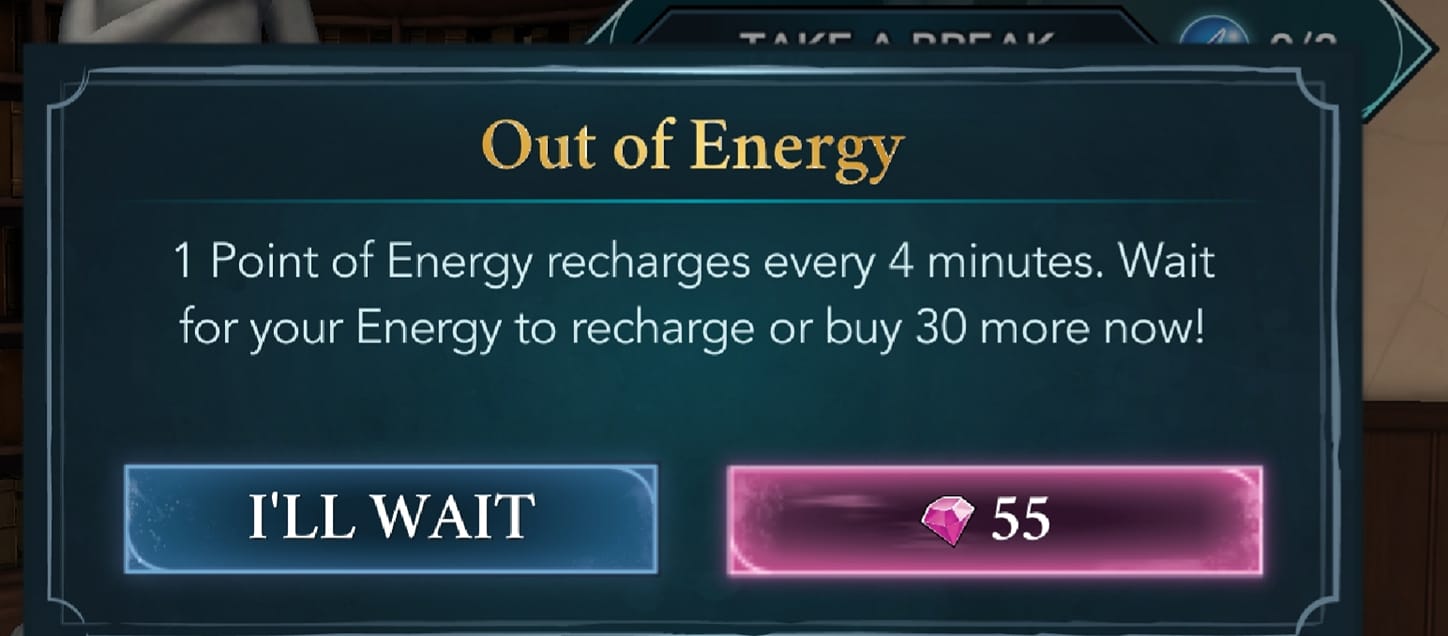 TAKE A BREAK
Out of Energy
1 Point of Energy recharges every 4 minutes. Wait
for your Energy to recharge or buy 30 more now!
I'LL WAIT
55